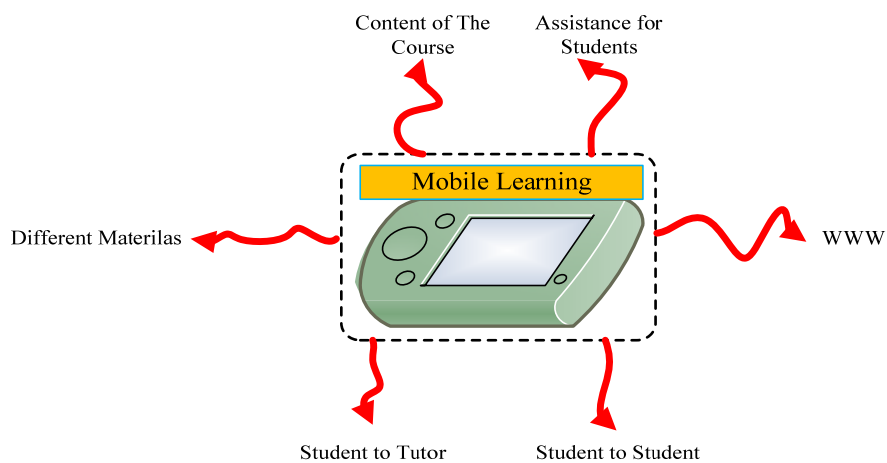 Content of The
Course
Assistance for
Students
Mobile Learning
Different Materilas
WWW
Student to Tutor
Student to Student